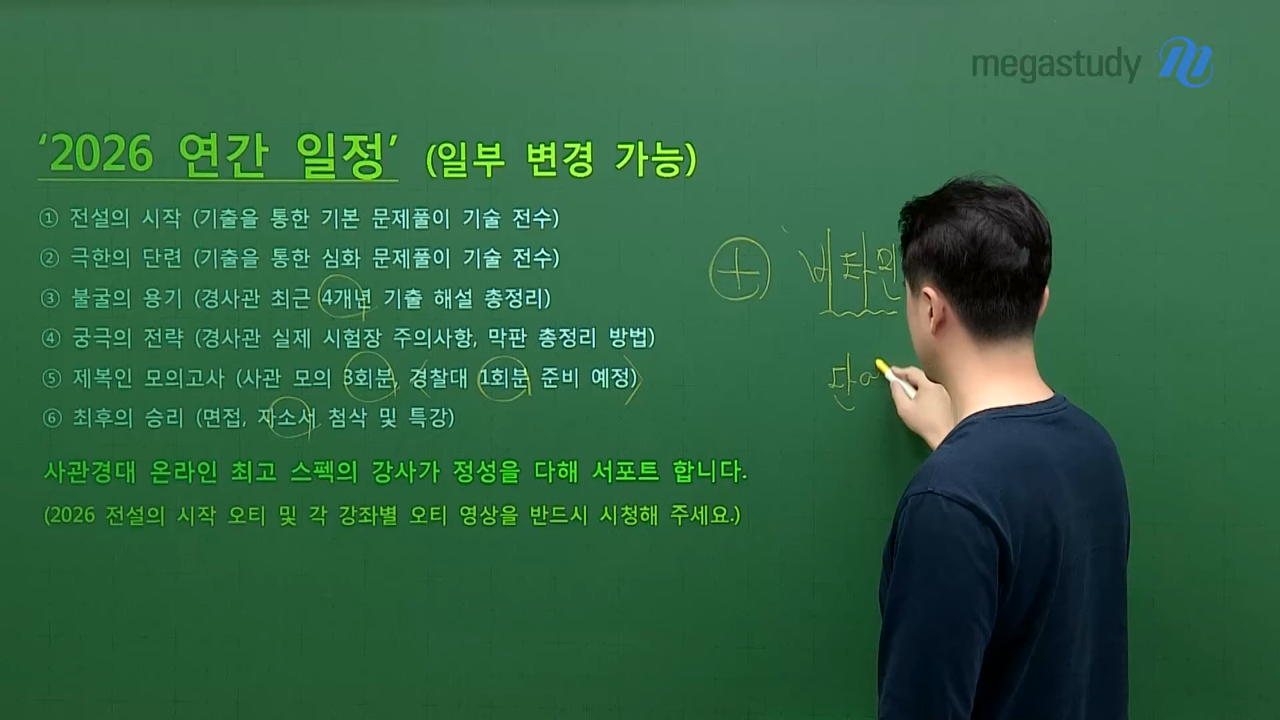 megastudy
'2026 연간 일정' (일부 변경 가능)
① 전설의 시작 (기출을 통한 기본 문제풀이 기술 전수)
② 극한의 단련 (기출을 통한 심화 문제풀이 기술 전수)
③ 불굴의 용기 (경사관 최근 4개년 기출 해설 총정리)
④ 궁극의 전략 (경사관 실제 시험장 주의사항, 막판 총정리 방법)
⑤ 제복인 모의고사 (사관 모의 3회분, 경찰대 1회분 준비 예정)
⑥ 최후의 승리 (면접, 자소서 첨삭 및 특강)
사관경대 온라인 최고 스펙의 강사가 정성을 다해 서포트 합니다.
(2026 전설의 시작 오티 및 각 강좌별 오티 영상을 반드시 시청해 주세요.)
+